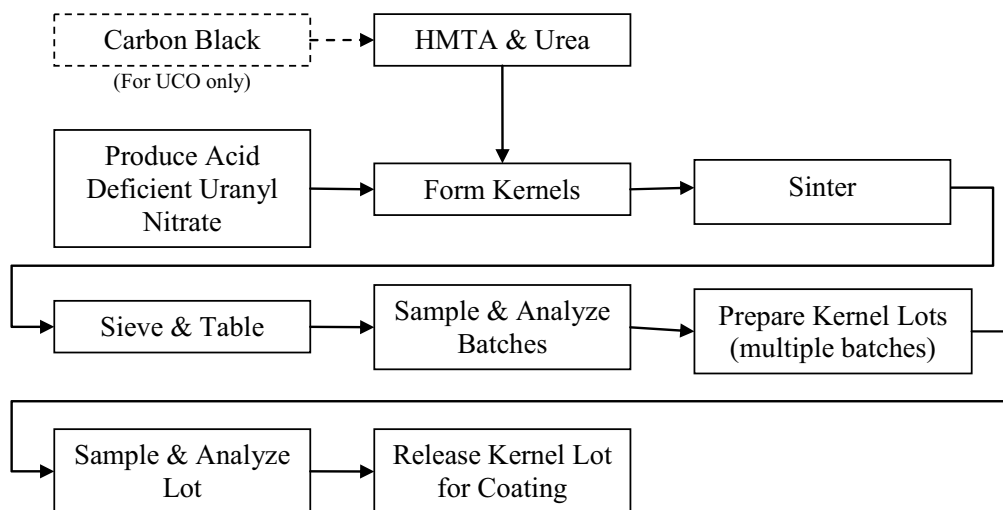 Carbon Black
HMTA & Urea
(For UCO only)
Produce Acid
Deficient Uranyl
Nitrate
Form Kernels
Sinter
Sieve & Table
Sample & Analyze
Batches
Prepare Kernel Lots
(multiple batches)
Sample & Analyze
Lot
Release Kernel Lot
for Coating